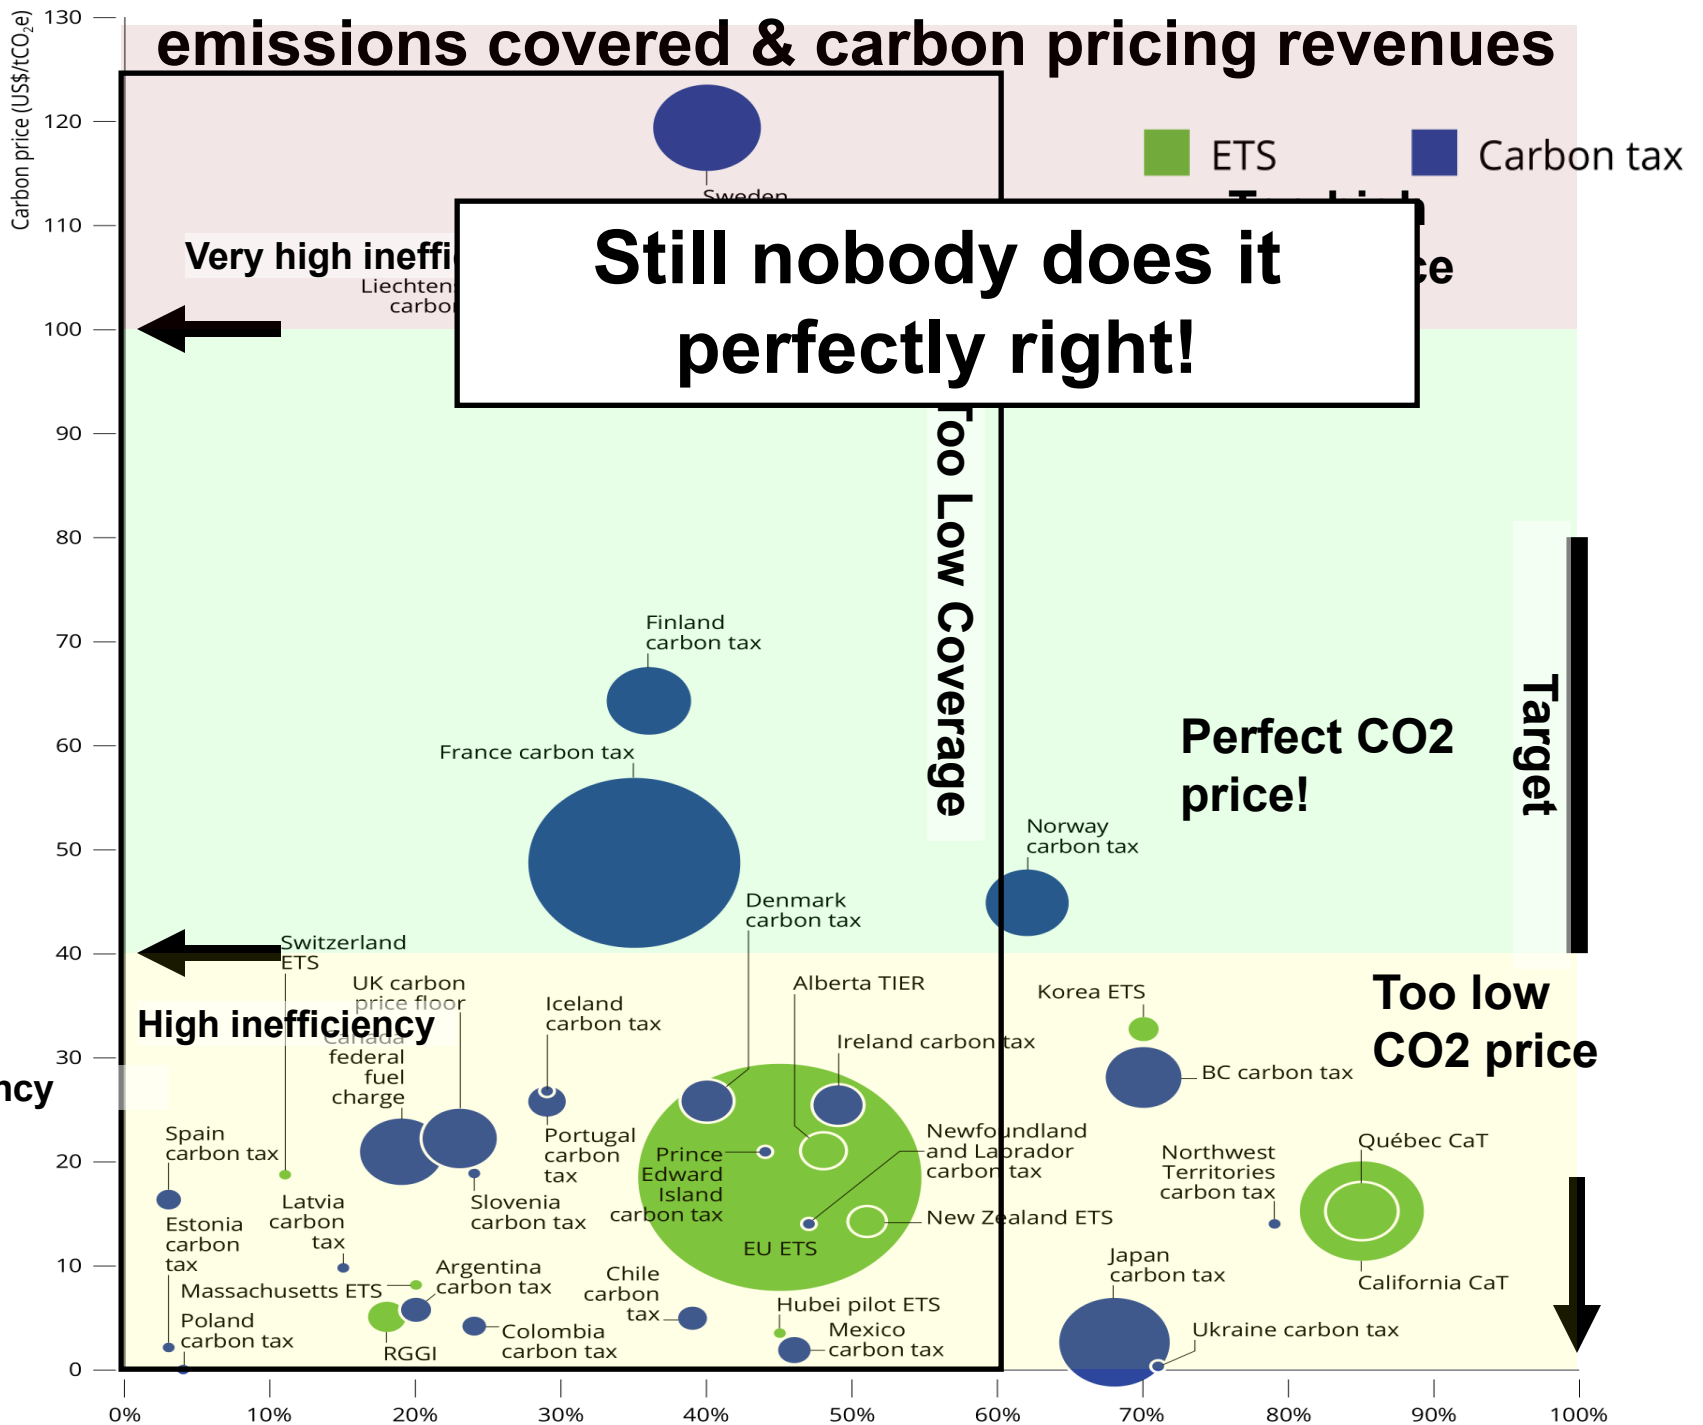 emissions covered & carbon pricing revenues
Carbon price (US$/tCO₂e)
130
120
110
100
90
80
70
60
50
40
30
20
10
0
ETS
Carbon tax
Sweden
Very high
Still nobody does it
perfectly right!
Too Low Coverage
Finland
carbon tax
France carbon tax
Perfect CO2
price!
Target
Norway
carbon tax
Denmark
carbon tax
Switzerland
ETS
UK carbon
price floor
High inefficiency
Canada
federal
fuel
charge
Iceland
carbon tax
Alberta TIER
Ireland carbon tax
Korea ETS
Too low
CO2 price
BC carbon tax
Spain
carbon tax
Portugal
carbon
tax
Prince
Edward
Island
carbon tax
Newfoundland
and Labrador
carbon tax
Northwest
Territories
carbon tax
Québec CaT
Latvia
carbon
tax
Slovenia
carbon tax
Estonia
carbon
tax
New Zealand ETS
EU ETS
Massachusetts ETS
Argentina
carbon tax
Chile
carbon
tax
Japan
carbon tax
California CaT
Poland
carbon tax
RGGI
Colombia
carbon tax
Hubei pilot ETS
Mexico
carbon tax
Ukraine carbon tax
0%
10%
20%
30%
40%
50%
60%
70%
80%
90%
100%